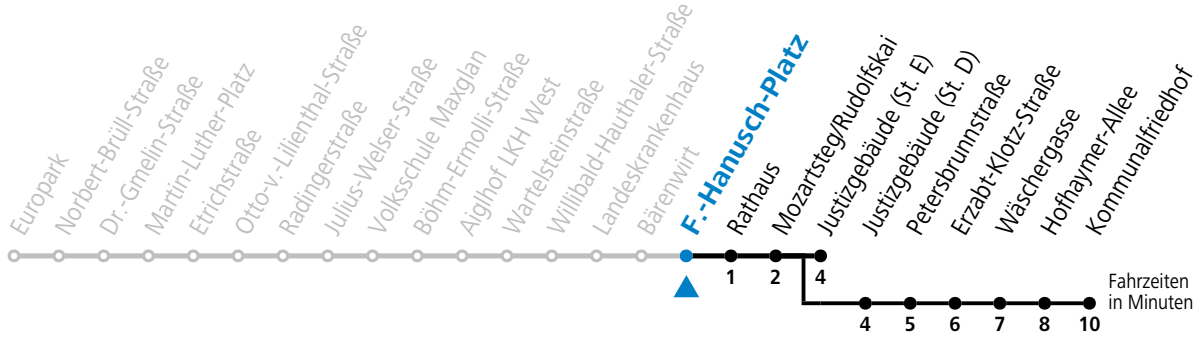 Europark
Norbert-Brüll-Straße
Dr.-Gmelin-Straße
Martin-Luther-Platz
Etrichstraße
Otto-v.-Lilienthal-Straße
Radingerstraße
Julius-Welser-Straße
Volksschule Maxglan
Böhm-Ermolli-Straße
Aiglhof LKH West
Wartelsteinstraße
Willibald-Hauthaler-Straße
Landeskrankenhaus
Bärenwirt
F.-Hanusch-Platz
Rathaus
Mozartsteg/Rudolfskai
Justizgebäude (St. E)
Justizgebäude (St. D)
Petersbrunnstraße
Erzabt-Klotz-Straße
Wäschergasse
Hofhaymer-Allee
Kommunalfriedhof
1 2 4
Fahrzeiten
in Minuten
4 5 6 7 8 10